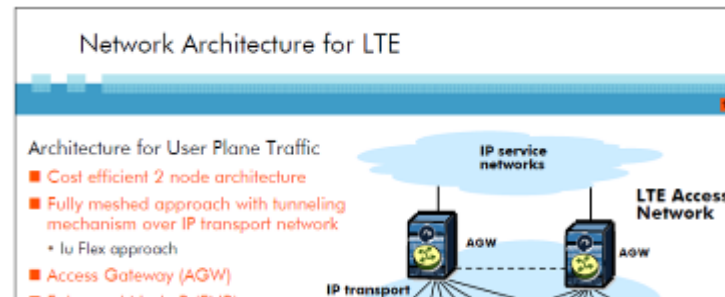 Network Architecture for LTE
Architecture for User Plane Traffic
Cost efficient 2 node architecture
Fully meshed approach with tunneling
mechanism over IP transport network
• Iu Flex approach
Access Gateway (AGW)
IP service
networks
LTE Access
Network
AGW
AGW
IP transport